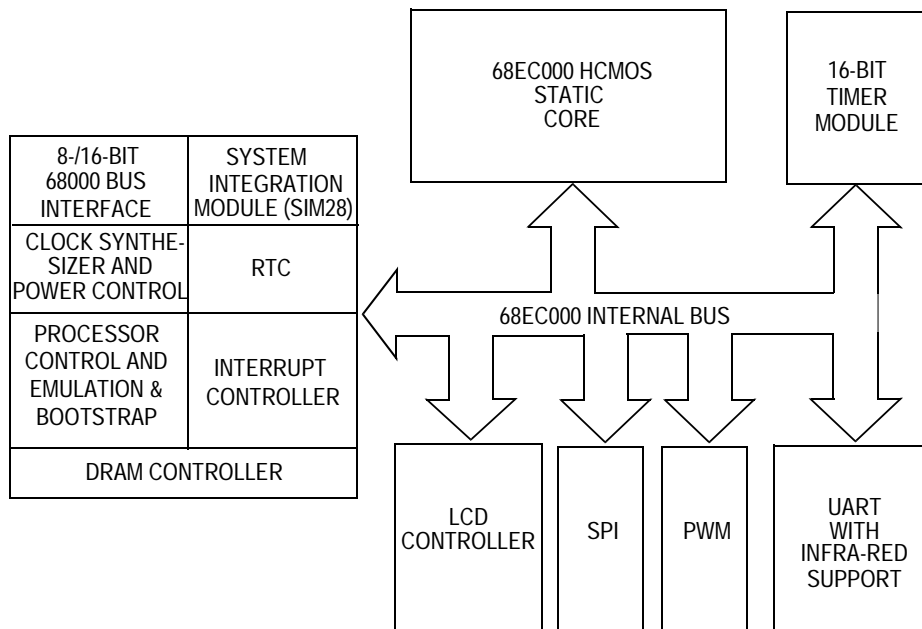 68EC000 HCMOS
STATIC
CORE
16-BIT
TIMER
MODULE
8-/16-BIT
68000 BUS
INTERFACE
SYSTEM
INTEGRATION
MODULE (SIM28)
CLOCK SYNTHE-
SIZER AND
POWER CONTROL
RTC
68EC000 INTERNAL BUS
PROCESSOR
CONTROL AND
EMULATION &
BOOTSTRAP
INTERRUPT
CONTROLLER
DRAM CONTROLLER
LCD
CONTROLLER
SPI
PWM
UART
WITH
INFRA-RED
SUPPORT